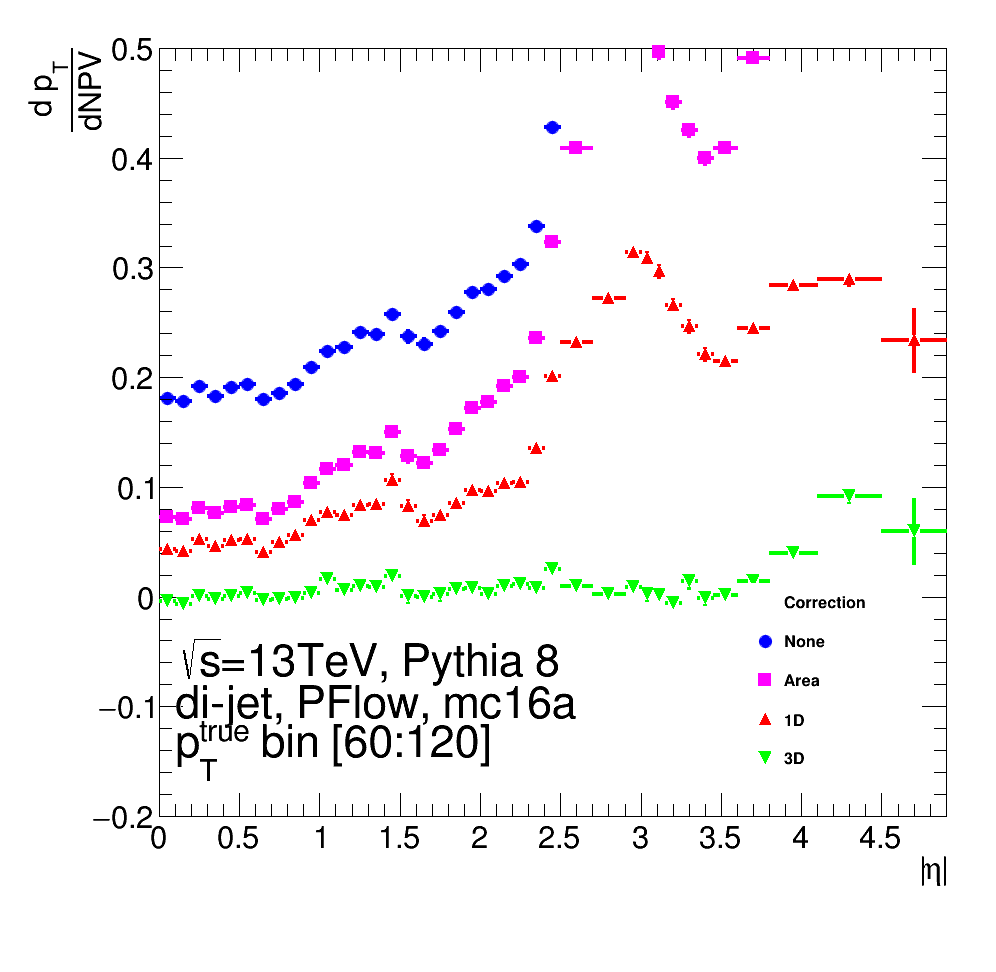 d p_T
dNPV
0.5
0.4
0.3
0.2
0.1
0
−0.1
−0.2
Correction
None
Area
1D
3D
√s=13TeV, Pythia 8
di-jet, PFlow, mc16a
p_T^true bin [60:120]
0 0.5 1 1.5 2 2.5 3 3.5 4 4.5
|η|